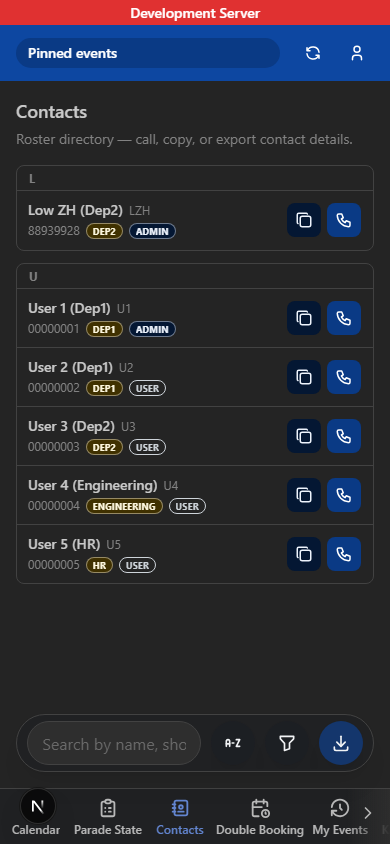 Development Server
Pinned events
Contacts
Roster directory — call, copy, or export contact details.
L
Low ZH (Dep2) LZH
88939928 DEP2 ADMIN
U
User 1 (Dep1) U1
00000001 DEP1 ADMIN
User 2 (Dep1) U2
00000002 DEP1 USER
User 3 (Dep2) U3
00000003 DEP2 USER
User 4 (Engineering) U4
00000004 ENGINEERING USER
User 5 (HR) U5
00000005 HR USER
Search by name, sho
A-Z
N
Calendar Parade State Contacts Double Booking My Events